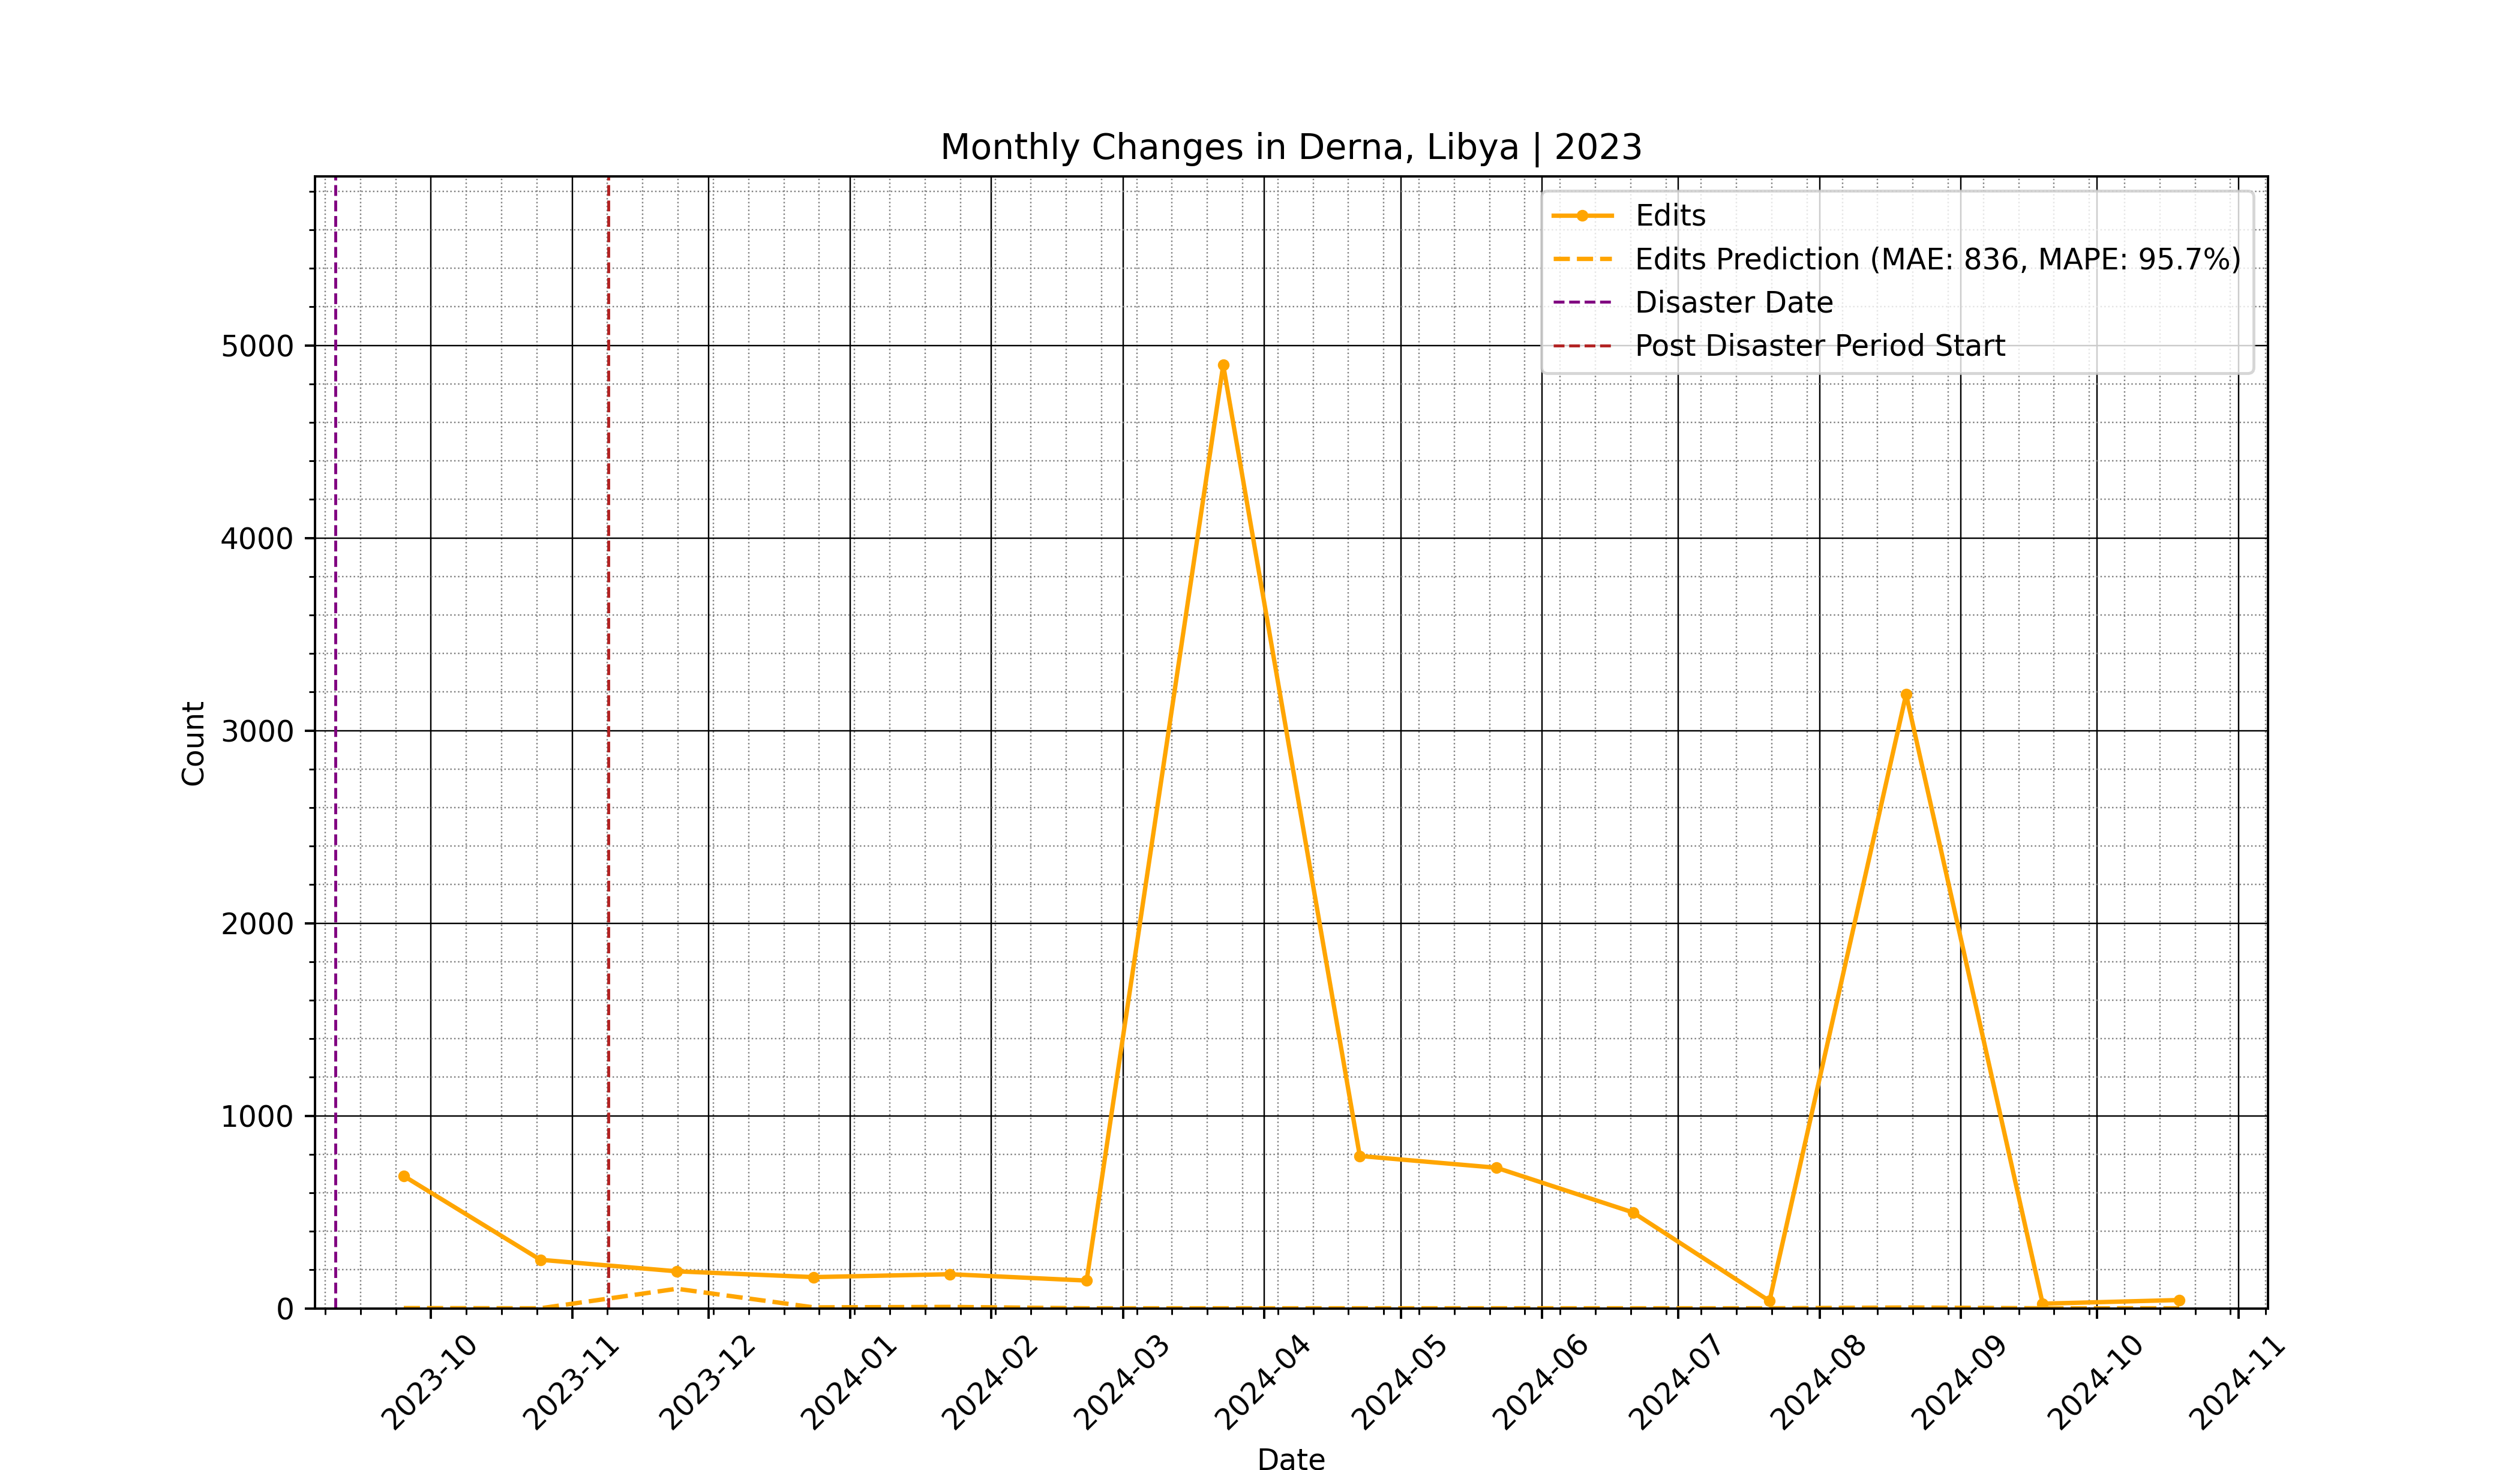 Monthly Changes in Derna, Libya | 2023
Edits
Edits Prediction (MAE: 836, MAPE: 95.7%)
Disaster Date
Post Disaster Period Start
5000
4000
3000
2000
1000
0
Count
2023-10
2023-11
2023-12
2024-01
2024-02
2024-03
2024-04
2024-05
2024-06
2024-07
2024-08
2024-09
2024-10
2024-11
Date